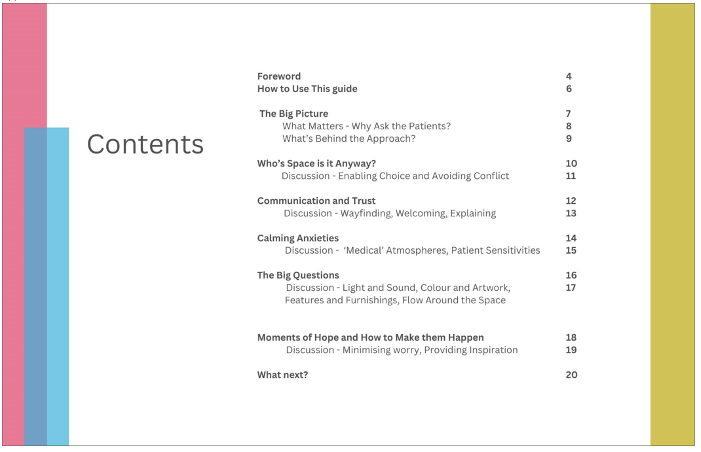 Contents
Foreword 4
How to Use This guide 6
The Big Picture 7
What Matters - Why Ask the Patients? 8
What's Behind the Approach? 9
Who's Space is it Anyway? 10
Discussion - Enabling Choice and Avoiding Conflict 11
Communication and Trust 12
Discussion - Wayfinding, Welcoming, Explaining 13
Calming Anxieties 14
Discussion - ‘Medical’ Atmospheres, Patient Sensitivities 15
The Big Questions 16
Discussion - Light and Sound, Colour and Artwork, 17
Features and Furnishings, Flow Around the Space
Moments of Hope and How to Make them Happen 18
Discussion - Minimising worry, Providing Inspiration 19
What next? 20